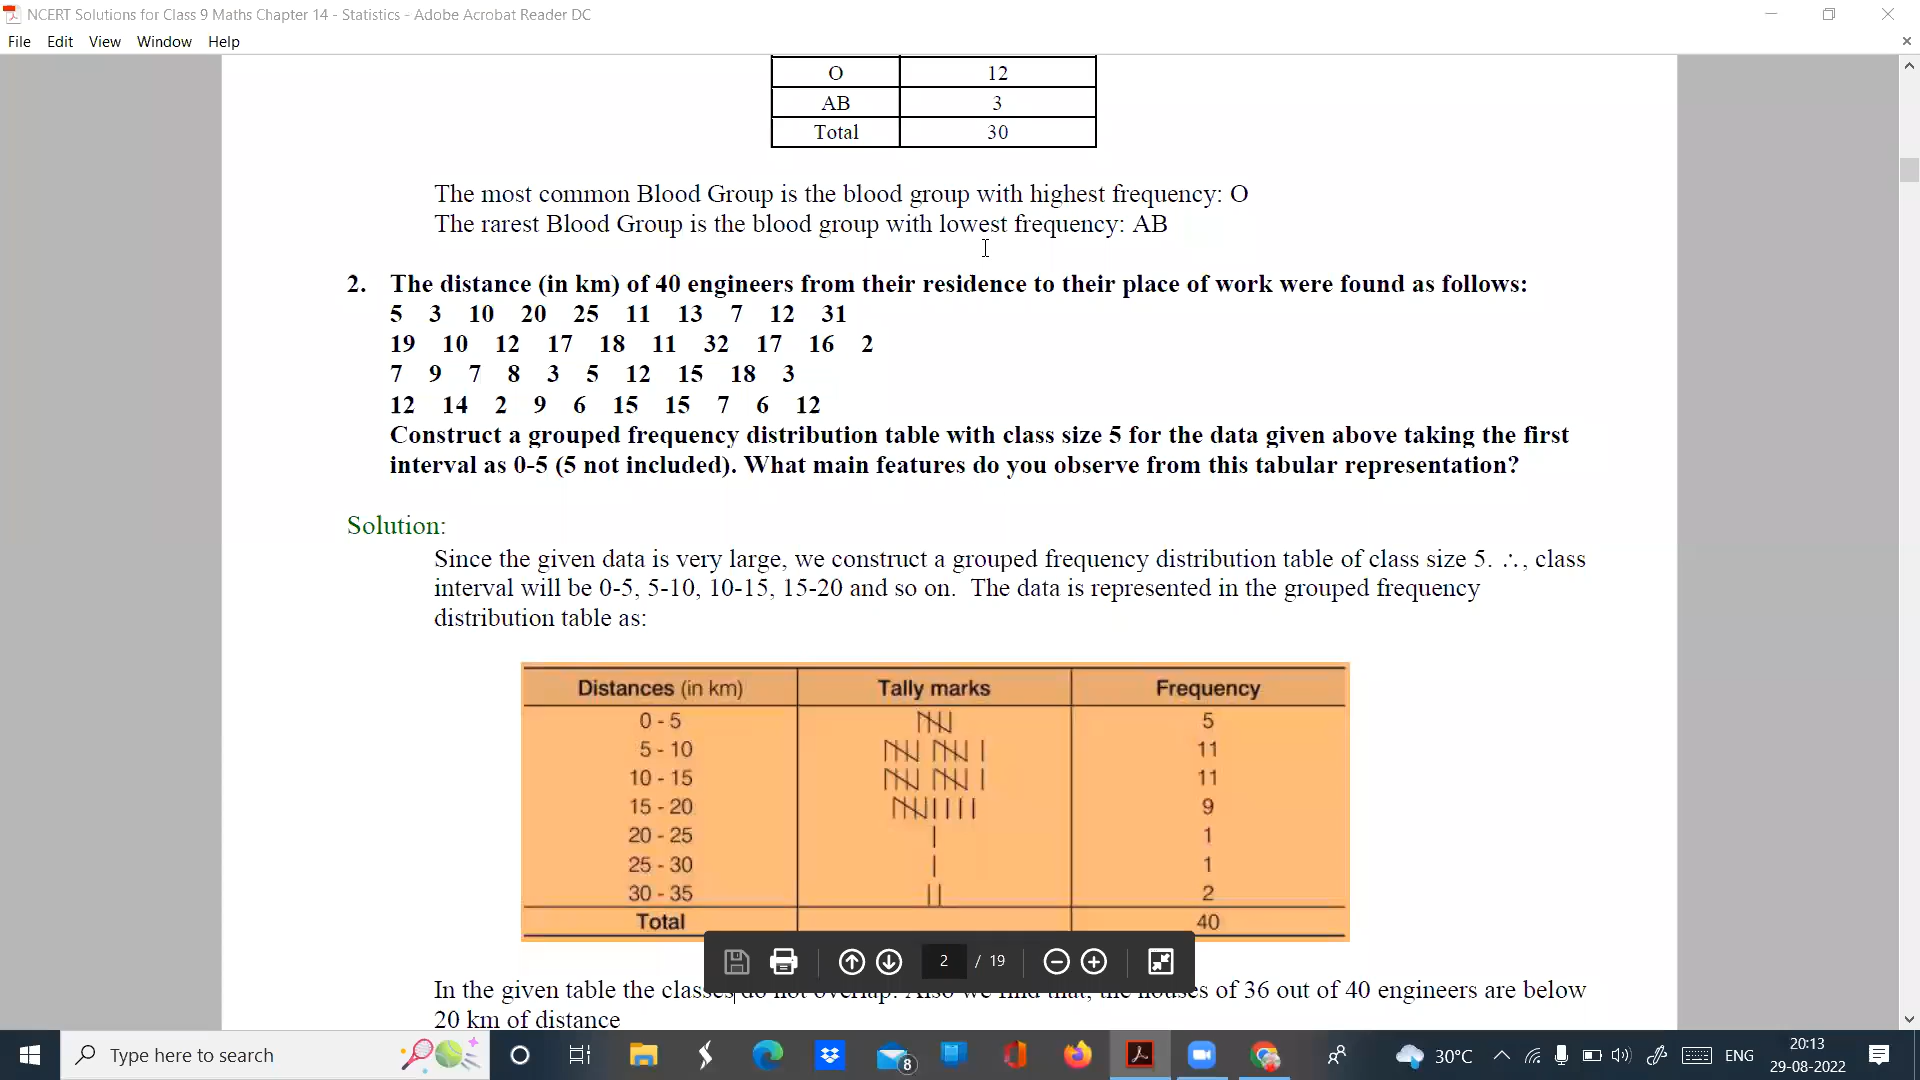 NCERT Solutions for Class 9 Maths Chapter 14 - Statistics - Adobe Acrobat Reader DC
File Edit View Window Help
O 12
AB 3
Total 30
The most common Blood Group is the blood group with highest frequency: O
The rarest Blood Group is the blood group with lowest frequency: AB
2. The distance (in km) of 40 engineers from their residence to their place of work were found as follows:
5 3 10 20 25 11 13 7 12 31
19 10 12 17 18 11 32 17 16 2
7 9 7 8 3 5 12 15 18 3
12 14 2 9 6 15 15 7 6 12
Construct a grouped frequency distribution table with class size 5 for the data given above taking the first
interval as 0-5 (5 not included). What main features do you observe from this tabular representation?
Solution:
Since the given data is very large, we construct a grouped frequency distribution table of class size 5. ∴, class
interval will be 0-5, 5-10, 10-15, 15-20 and so on. The data is represented in the grouped frequency
distribution table as:
Distances (in km) Tally marks Frequency
0 - 5 5
5 - 10 11
10 - 15 11
15 - 20 9
20 - 25 1
25 - 30 1
30 - 35 2
Total 40
2 / 19
In the given table the classes do not overlap. Also we find that, the houses of 36 out of 40 engineers are below
20 km of distance
Type here to search
8
30°C
ENG
20:13
29-08-2022